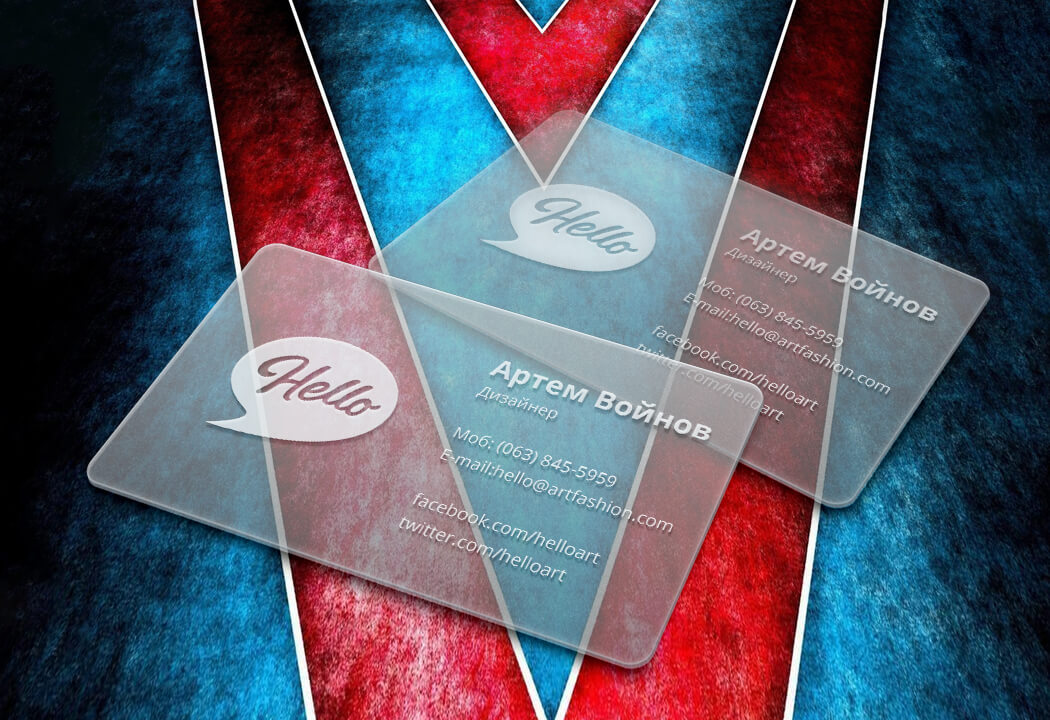 Hello
Артем Войнов
Дизайнер
Моб: (063) 845-5959
E-mail:hello@artfashion.com
facebook.com/helloart
twitter.com/helloart
Hello
Артем Войнов
Дизайнер
Моб: (063) 845-5959
E-mail:hello@artfashion.com
facebook.com/helloart
twitter.com/helloart